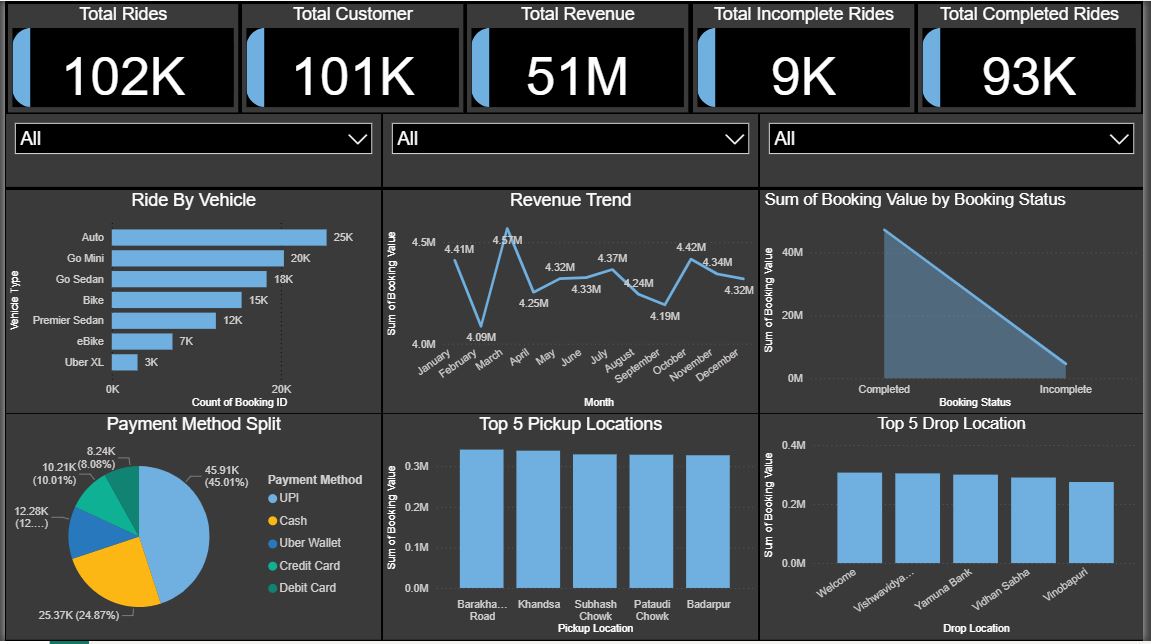 Total Rides
102K
Total Customer
101K
Total Revenue
51M
Total Incomplete Rides
9K
Total Completed Rides
93K
All
All
All
Ride By Vehicle
Vehicle Type
Auto
25K
Go Mini
20K
Go Sedan
18K
Bike
15K
Premier Sedan
12K
eBike
7K
Uber XL
3K
0K
20K
Count of Booking ID
Revenue Trend
Sum of Booking Value
4.5M
4.0M
4.41M
4.09M
4.57M
4.25M
4.32M
4.33M
4.37M
4.24M
4.19M
4.42M
4.34M
4.32M
January
February
March
April
May
June
July
August
September
October
November
December
Month
Sum of Booking Value by Booking Status
Sum of Booking Value
40M
20M
0M
Completed
Incomplete
Booking Status
Payment Method Split
8.24K
(8.08%)
10.21K
(10.01%)
12.28K
(12....)
25.37K (24.87%)
45.91K
(45.01%)
Payment Method
UPI
Cash
Uber Wallet
Credit Card
Debit Card
Top 5 Pickup Locations
Sum of Booking Value
0.3M
0.2M
0.1M
0.0M
Barakha...
Road
Khandsa
Subhash
Chowk
Pataudi
Chowk
Badarpur
Pickup Location
Top 5 Drop Location
Sum of Booking Value
0.4M
0.2M
0.0M
Welcome
Vishwavidya...
Yamuna Bank
Vidhan Sabha
Vinobapuri
Drop Location